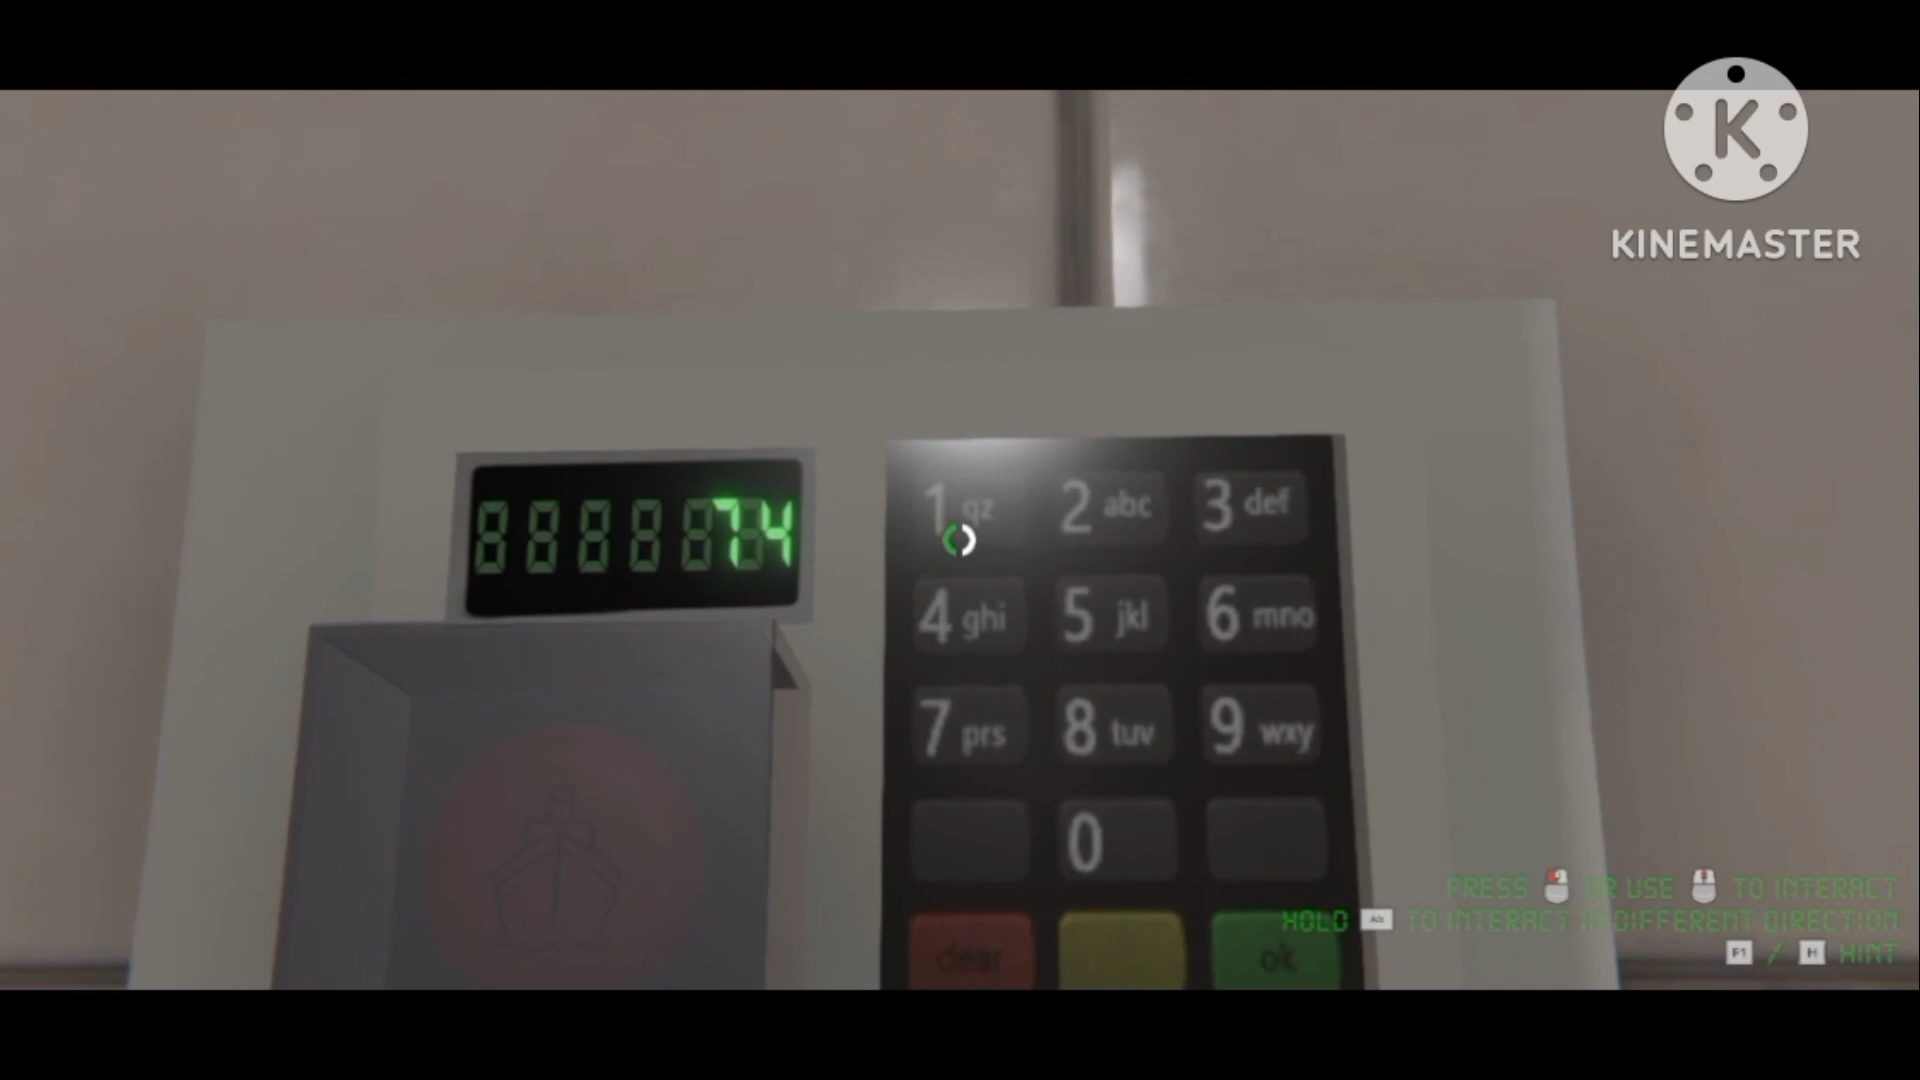 K
KINEMASTER
74
1 gz 2 abc 3 def
4 ghi 5 jkl 6 mno
7 prs 8 tuv 9 wxy
0
clear ok
PRESS OR USE TO INTERACT
HOLD Alt TO INTERACT IN DIFFERENT DIRECTION
F1 / H HINT